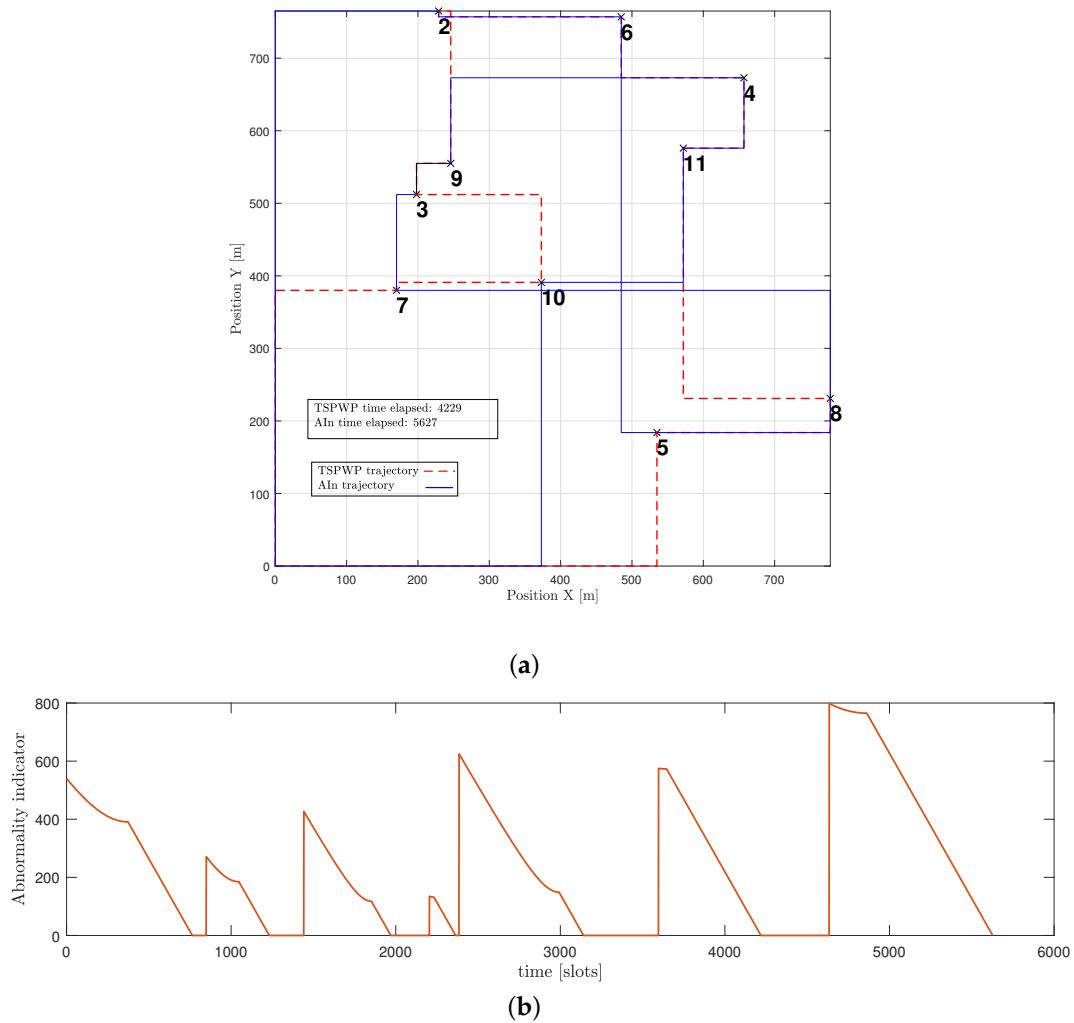 2
6
4
11
9
3
10
7
8
5
700
600
500
400
300
200
100
0
Position Y [m]
TSPWP time elapsed: 4229
AIn time elapsed: 5627
TSPWP trajectory
AIn trajectory
0 100 200 300 400 500 600 700
Position X [m]
(a)
800
600
400
200
0
Abnormality indicator
0 1000 2000 3000 4000 5000 6000
time [slots]
(b)